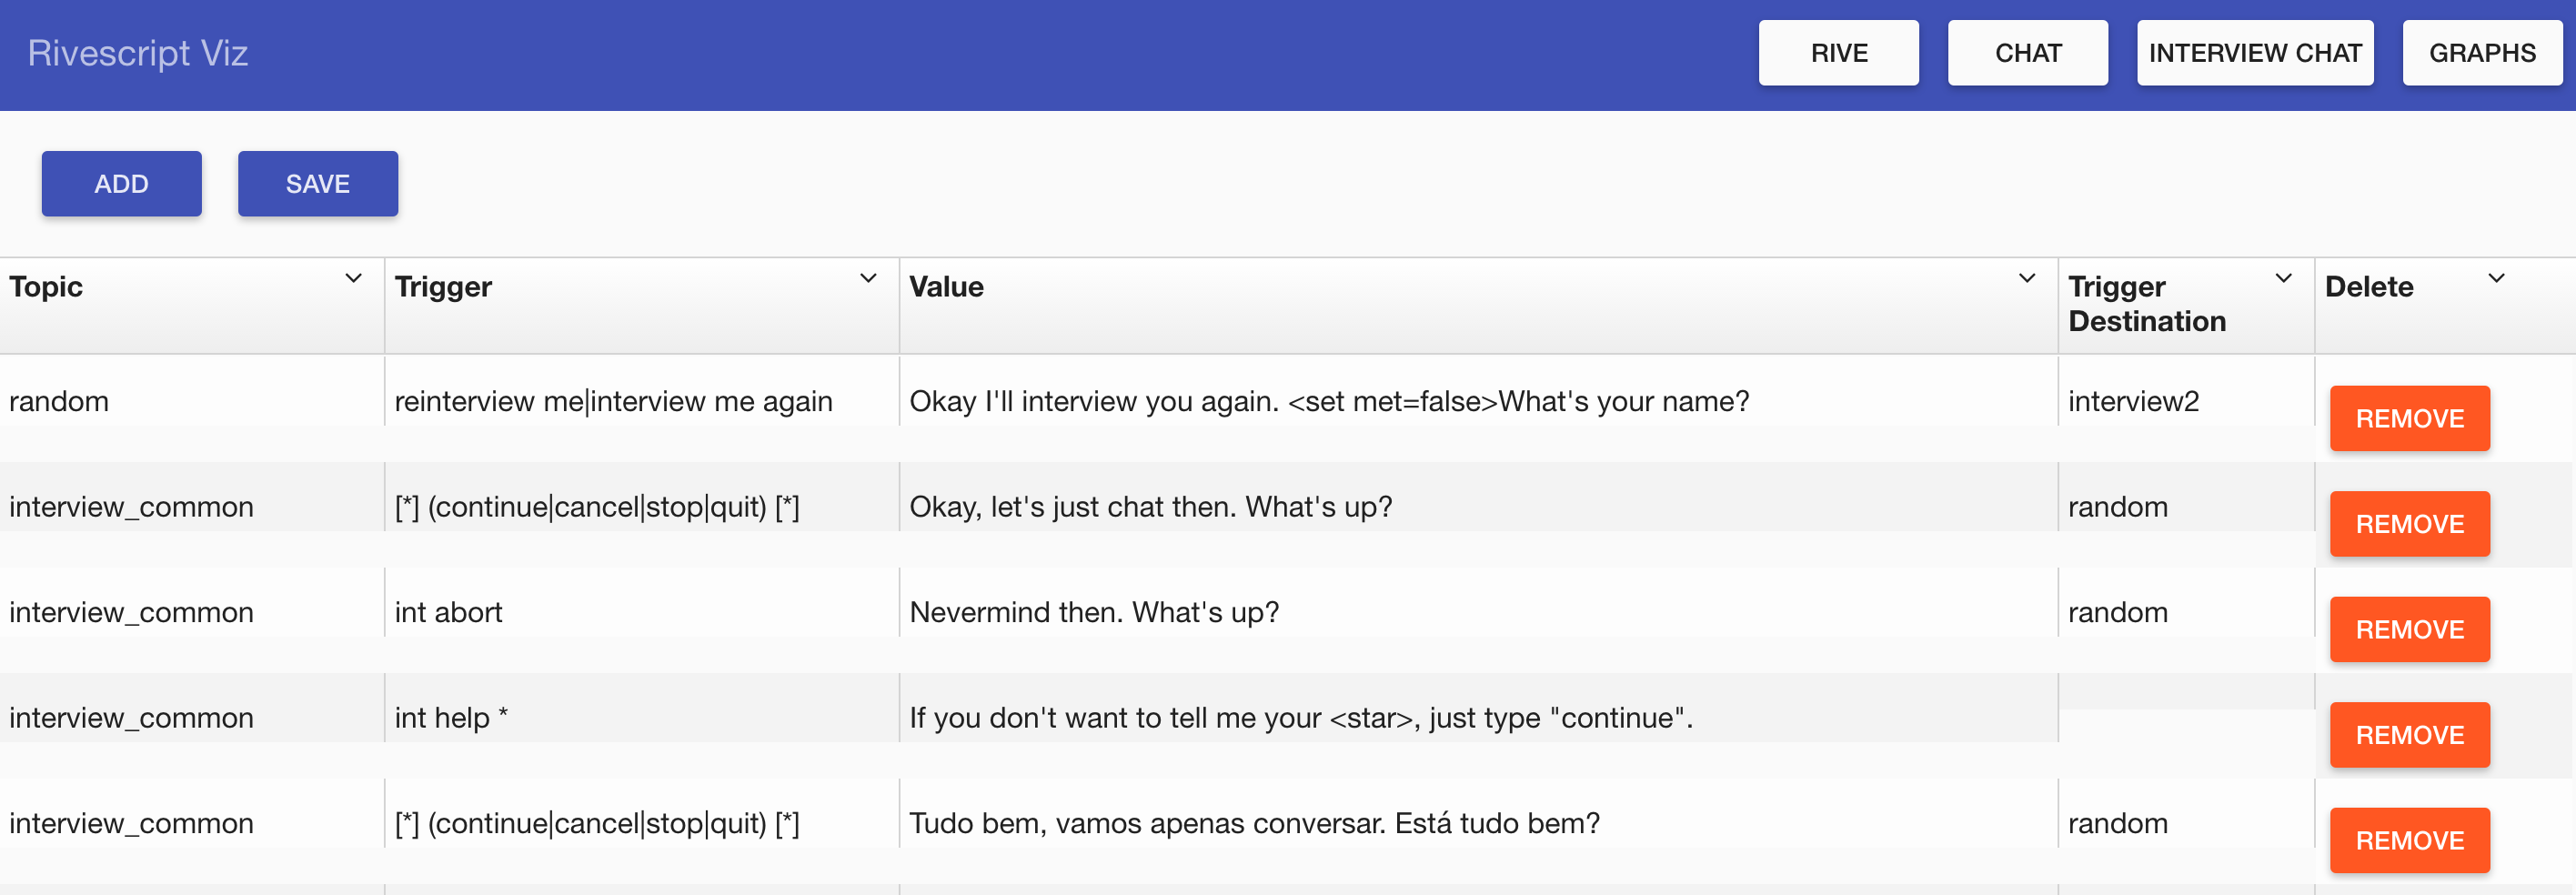 Rivescript Viz RIVE CHAT INTERVIEW CHAT GRAPHS
ADD SAVE
Topic Trigger Value Trigger Destination Delete
random reinterview me|interview me again Okay I'll interview you again. <set met=false>What's your name? interview2 REMOVE
interview_common [*] (continue|cancel|stop|quit) [*] Okay, let's just chat then. What's up? random REMOVE
interview_common int abort Nevermind then. What's up? random REMOVE
interview_common int help * If you don't want to tell me your <star>, just type "continue". REMOVE
interview_common [*] (continue|cancel|stop|quit) [*] Tudo bem, vamos apenas conversar. Está tudo bem? random REMOVE